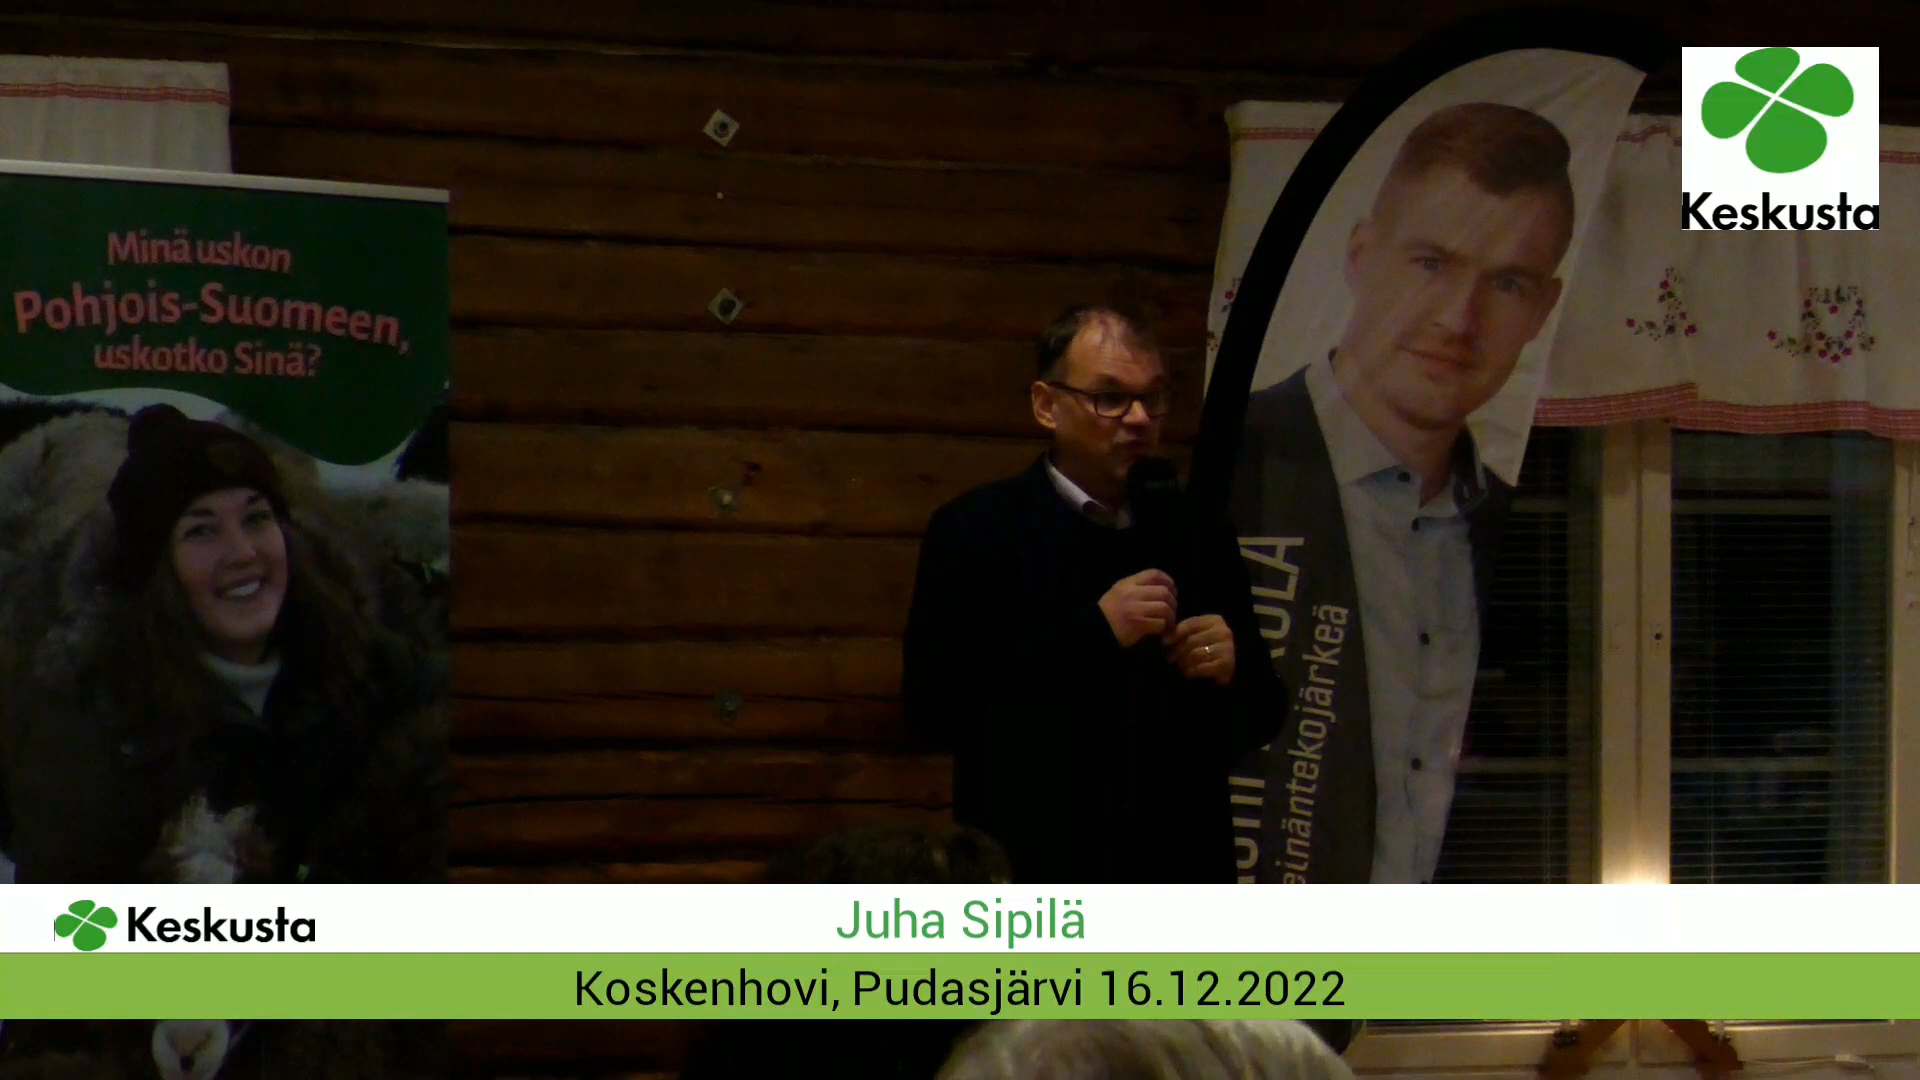 Minä uskon
Pohjois-Suomeen,
uskotko Sinä?
Keskusta
einäntekojärkeä
Keskusta
Juha Sipilä
Koskenhovi, Pudasjärvi 16.12.2022